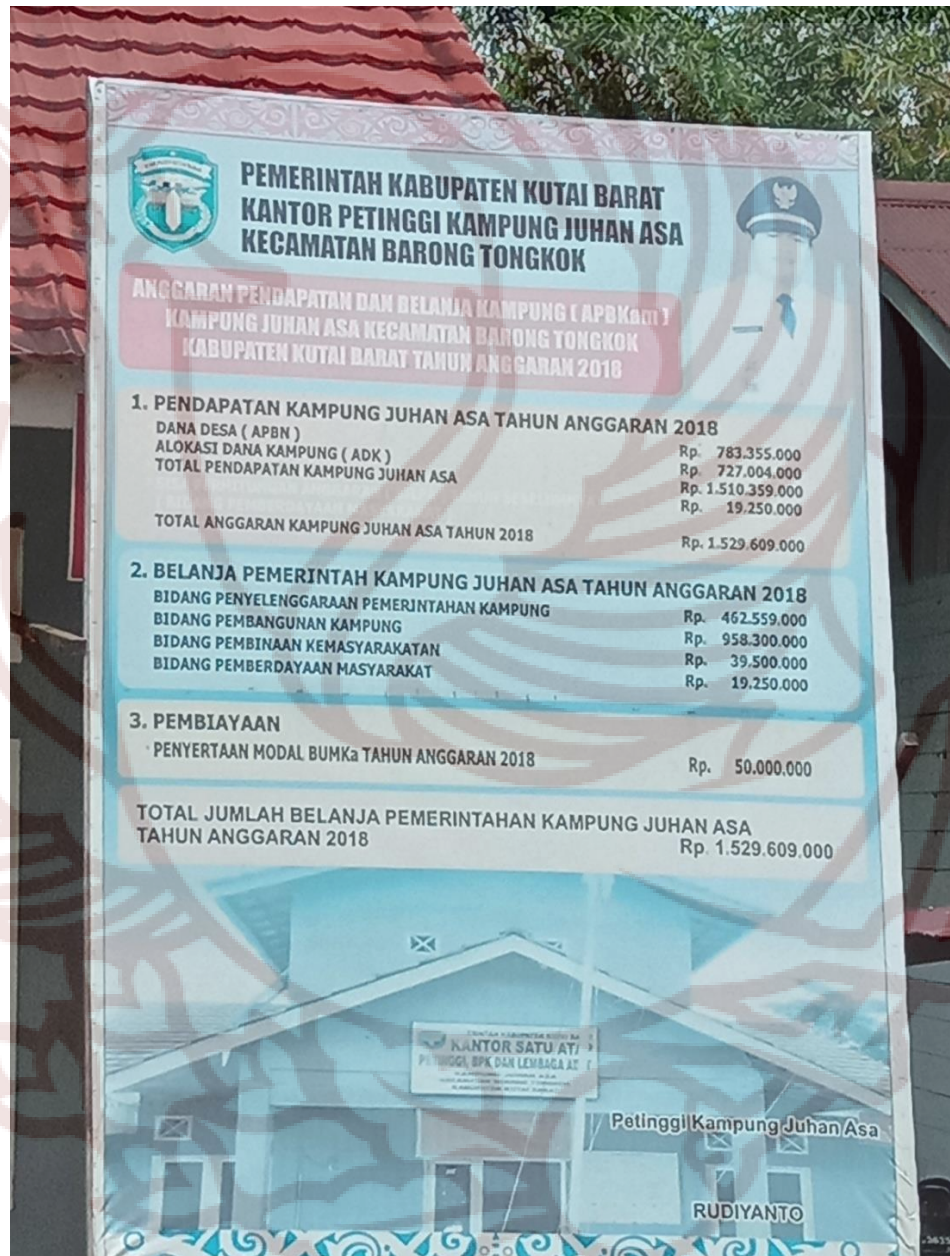 PEMERINTAH KABUPATEN KUTAI BARAT
KANTOR PETINGGI KAMPUNG JUHAN ASA
KECAMATAN BARONG TONGKOK
ANGGARAN PENDAPATAN DAN BELANJA KAMPUNG ( APBKam )
KAMPUNG JUHAN ASA KECAMATAN BARONG TONGKOK
KABUPATEN KUTAI BARAT TAHUN ANGGARAN 2018
1. PENDAPATAN KAMPUNG JUHAN ASA TAHUN ANGGARAN 2018
DANA DESA ( APBN ) Rp. 783.355.000
ALOKASI DANA KAMPUNG ( ADK ) Rp. 727.004.000
TOTAL PENDAPATAN KAMPUNG JUHAN ASA Rp. 1.510.359.000
Rp. 19.250.000
TOTAL ANGGARAN KAMPUNG JUHAN ASA TAHUN 2018 Rp. 1.529.609.000
2. BELANJA PEMERINTAH KAMPUNG JUHAN ASA TAHUN ANGGARAN 2018
BIDANG PENYELENGGARAAN PEMERINTAHAN KAMPUNG Rp. 462.559.000
BIDANG PEMBANGUNAN KAMPUNG Rp. 958.300.000
BIDANG PEMBINAAN KEMASYARAKATAN Rp. 39.500.000
BIDANG PEMBERDAYAAN MASYARAKAT Rp. 19.250.000
3. PEMBIAYAAN
PENYERTAAN MODAL BUMKa TAHUN ANGGARAN 2018 Rp. 50.000.000
TOTAL JUMLAH BELANJA PEMERINTAHAN KAMPUNG JUHAN ASA
TAHUN ANGGARAN 2018 Rp. 1.529.609.000
KANTOR SATU ATA
BPK DAN LEMBAGA
Petinggi Kampung Juhan Asa
RUDIYANTO